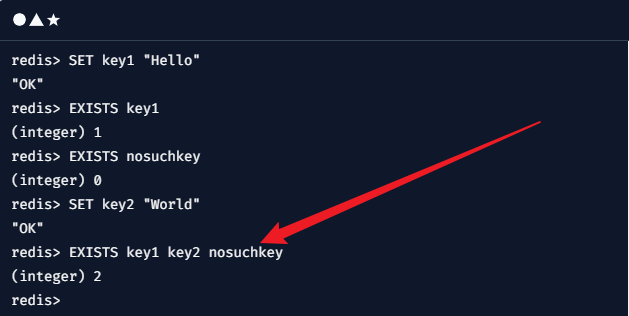 redis> SET key1 "Hello"
"OK"
redis> EXISTS key1
(integer) 1
redis> EXISTS nosuchkey
(integer) 0
redis> SET key2 "World"
"OK"
redis> EXISTS key1 key2 nosuchkey
(integer) 2
redis>